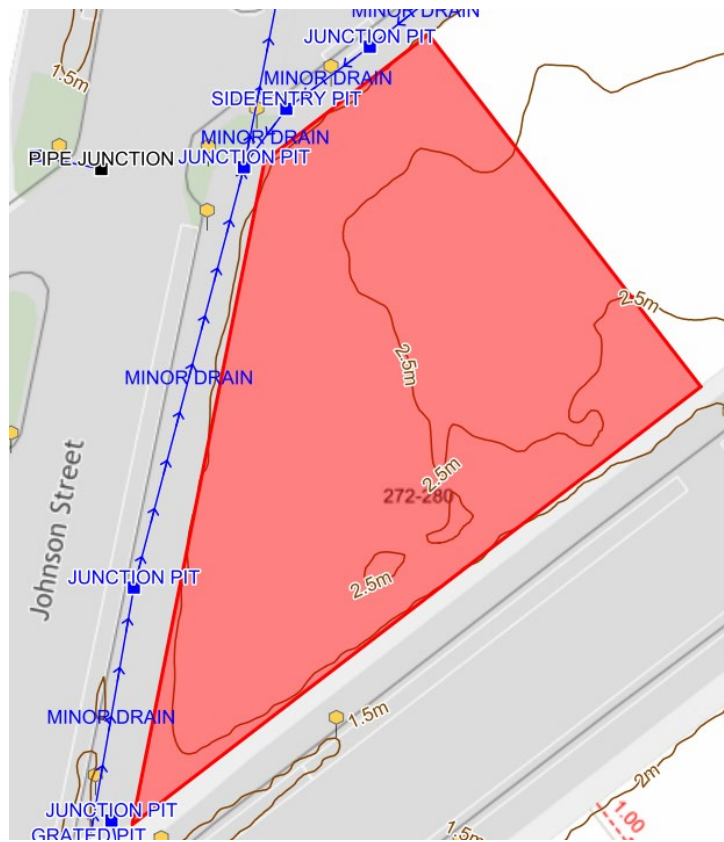 MINOR DRAIN
JUNCTION PIT
1.5m
MINOR DRAIN
SIDE ENTRY PIT
MINOR DRAIN
PIPE JUNCTION
JUNCTION PIT
2.5m
2.5m
MINOR DRAIN
2.5m
272-280
Johnson Street
JUNCTION PIT
2.5m
MINOR DRAIN
1.5m
2m
JUNCTION PIT
1.00
GRATED PIT
1.5m